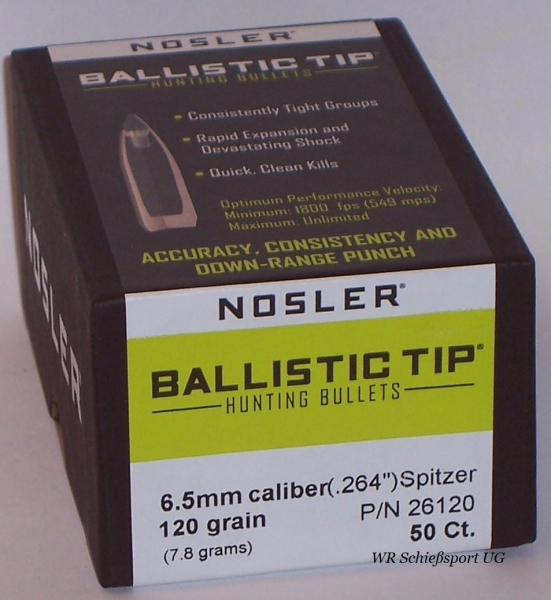 NOSLER
BALLISTIC TIP®
HUNTING BULLETS
- Consistently Tight Groups
- Rapid Expansion and
Devastating Shock
- Quick, Clean Kills
Optimum Performance Velocity:
Minimum: 1800 fps (549 mps)
Maximum: Unlimited
ACCURACY, CONSISTENCY AND
DOWN-RANGE PUNCH
NOSLER
NOSLER®
BALLISTIC TIP®
HUNTING BULLETS
6.5mm caliber(.264")Spitzer
120 grain P/N 26120
(7.8 grams) 50 Ct.
WR Schießsport UG